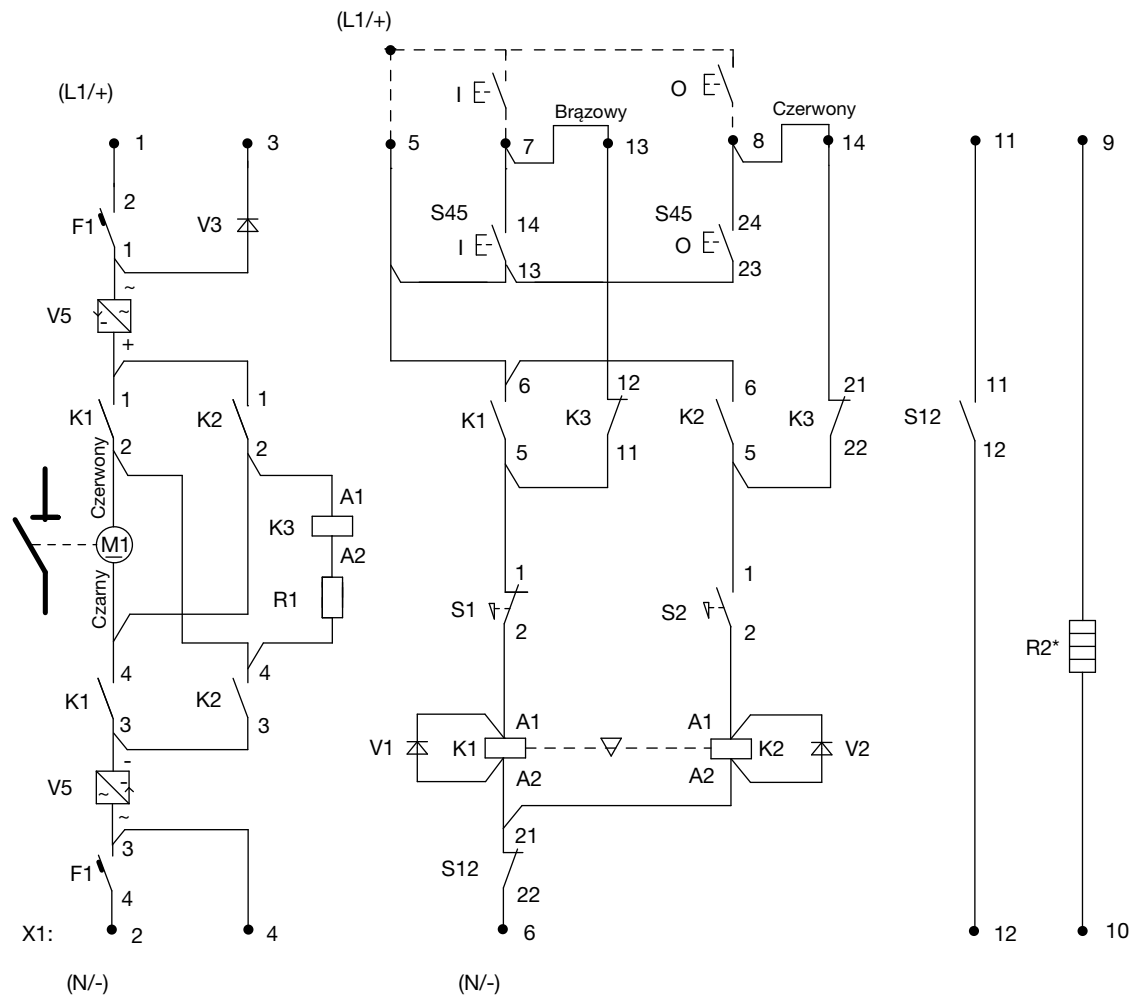 (L1/+)
(L1/+)
I
O
Brązowy
Czerwony
1
3
5
7
13
8
14
11
9
2
F1
V3
1
S45
14
I
13
S45
24
O
23
~
V5
~
-
+
1
K1
2
1
K2
2
6
K1
5
12
K3
11
6
K2
5
21
K3
22
11
S12
12
Czerwony
A1
K3
A2
M1
R1
Czarny
1
S1
2
1
S2
2
R2*
4
K1
3
4
K2
3
A1
V1
K1
A2
A1
K2
V2
A2
-
V5
-
~
~
3
F1
4
21
S12
22
X1:
2
4
6
12
10
(N/-)
(N/-)